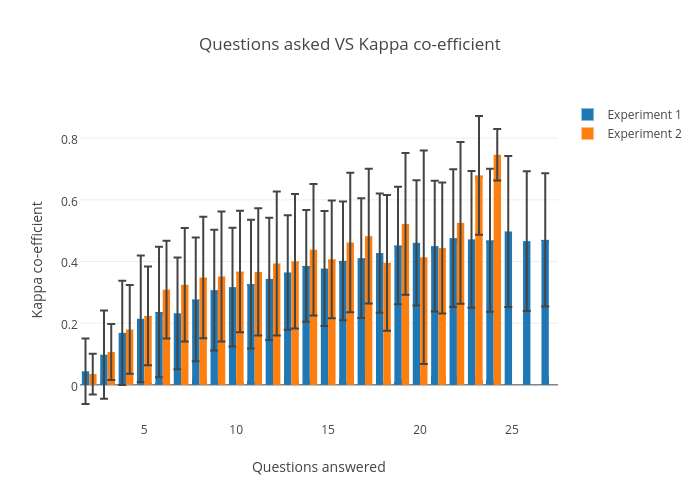 Questions asked VS Kappa co-efficient
Experiment 1
Experiment 2
Kappa co-efficient
0.8
0.6
0.4
0.2
0
5 10 15 20 25
Questions answered